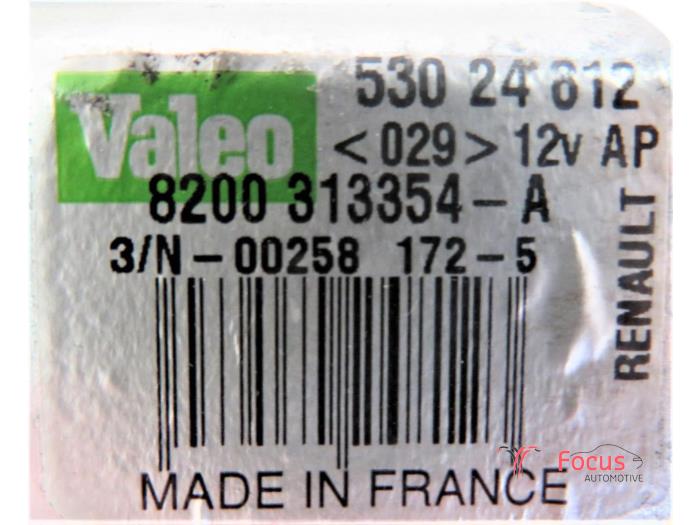 530 24 812
Valeo
<029> 12v AP
8200 313354-A
3/N-00258 172-5
RENAULT
MADE IN FRANCE
Focus
AUTOMOTIVE